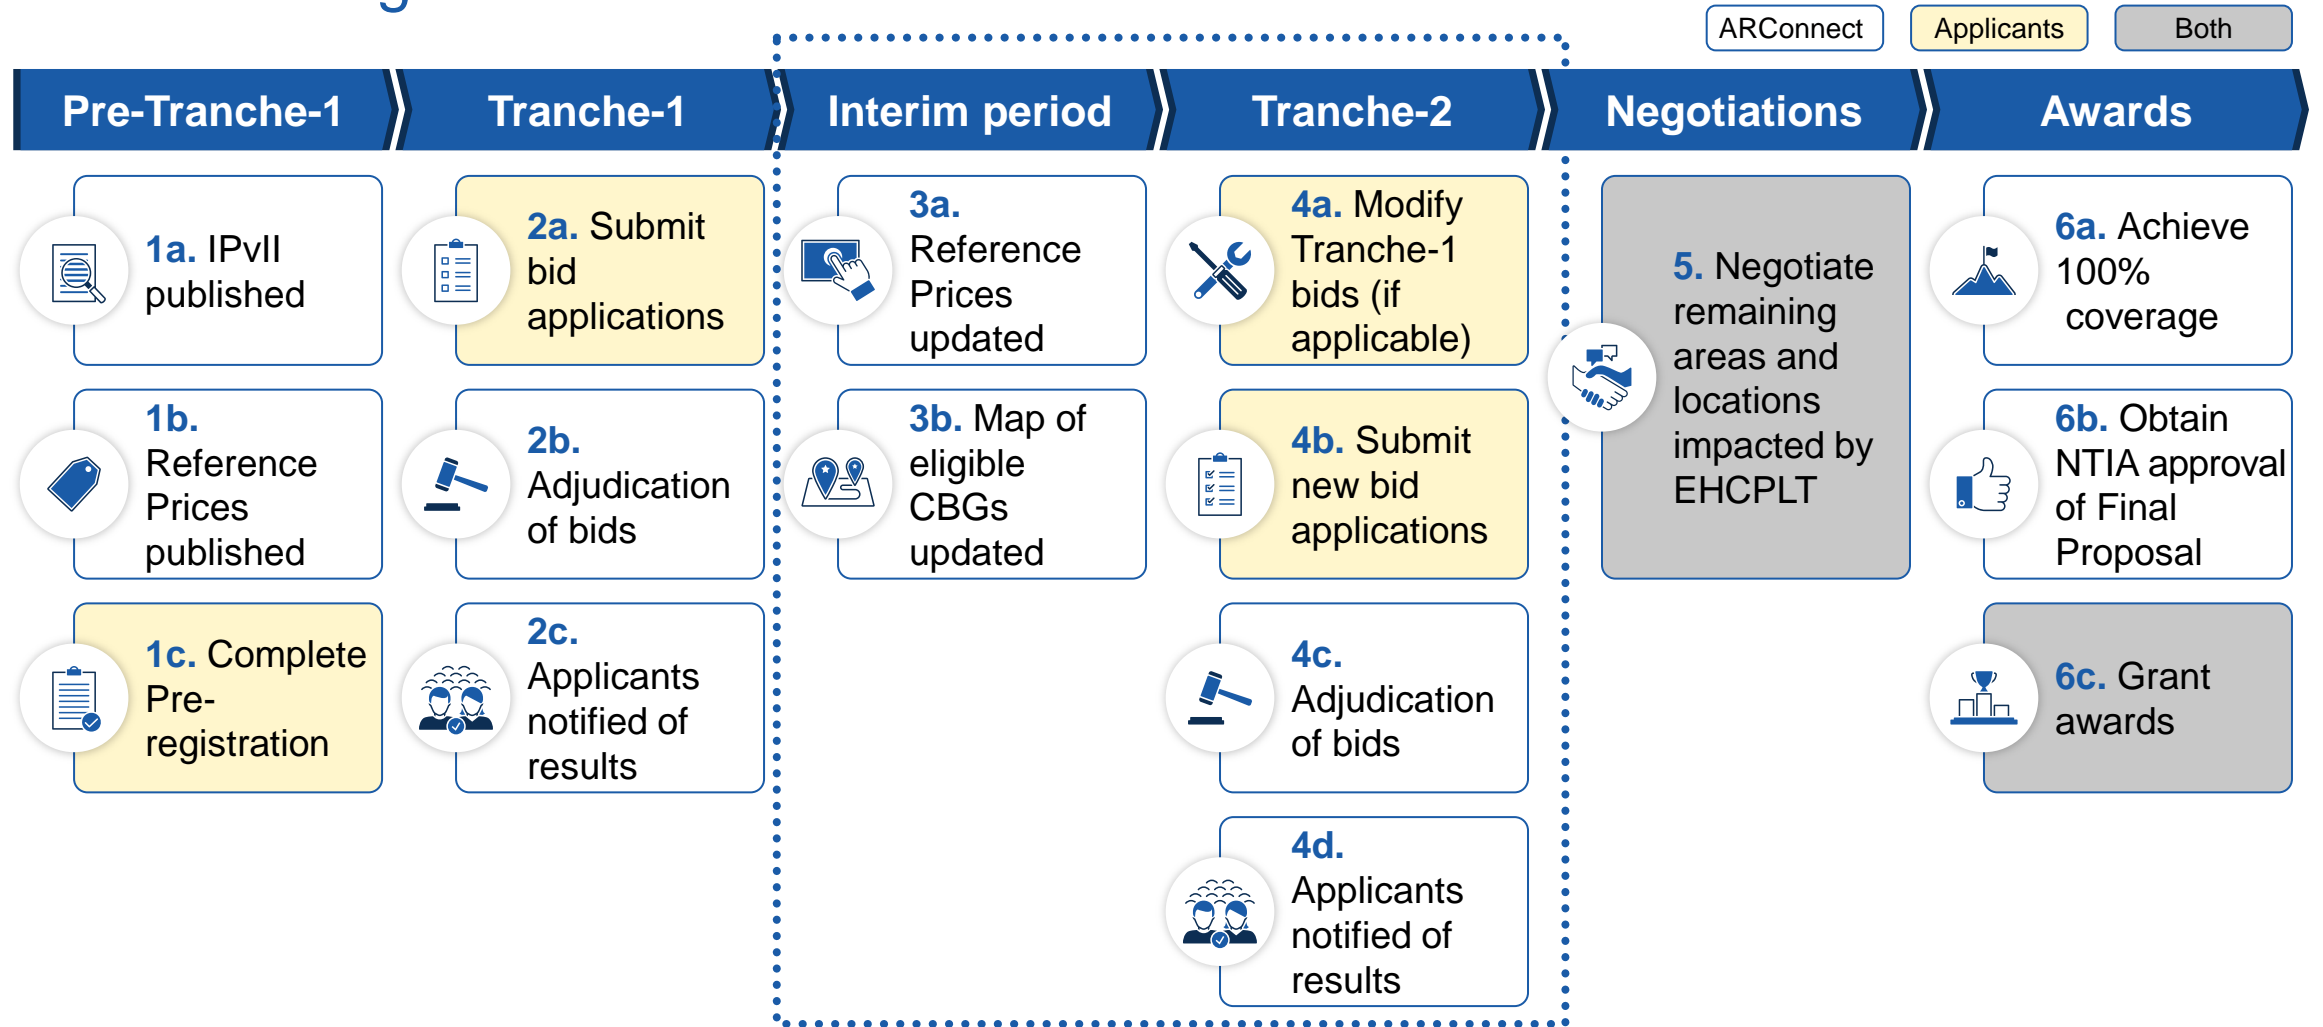 ARConnect
Applicants
Both
Pre-Tranche-1
Tranche-1
Interim period
Tranche-2
Negotiations
Awards
1a. IPvII
published
1b.
Reference
Prices
published
1c. Complete
Pre-
registration
2a. Submit
bid
applications
2b.
Adjudication
of bids
2c.
Applicants
notified of
results
3a.
Reference
Prices
updated
3b. Map of
eligible
CBGs
updated
4a. Modify
Tranche-1
bids (if
applicable)
4b. Submit
new bid
applications
4c.
Adjudication
of bids
4d.
Applicants
notified of
results
5. Negotiate
remaining
areas and
locations
impacted by
EHCPLT
6a. Achieve
100%
coverage
6b. Obtain
NTIA approval
of Final
Proposal
6c. Grant
awards